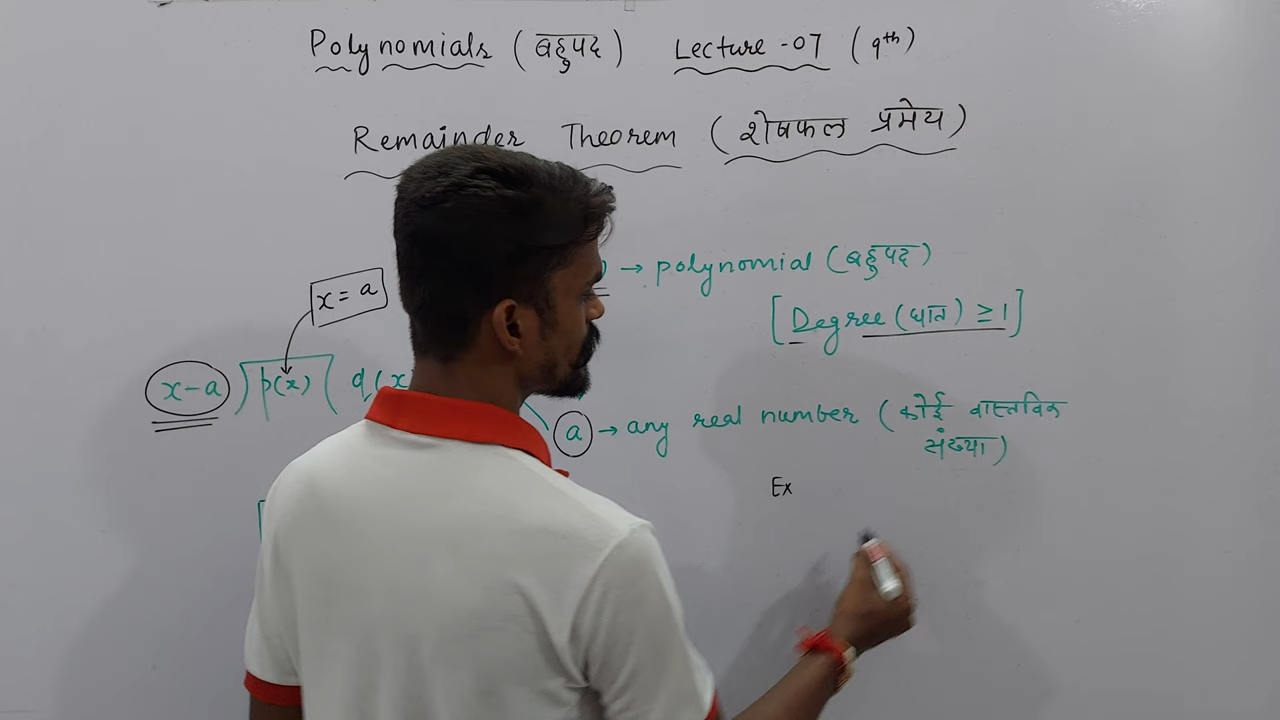 Polynomials (बहुपद) Lecture -07 (9th)
Remainder Theorem (शेषफल प्रमेय)
→ polynomial (बहुपद)
[Degree (घात) ≥ 1]
x = a
x-a) p(x) ( q(x
a → any real number (कोई वास्तविक
संख्या)
Ex